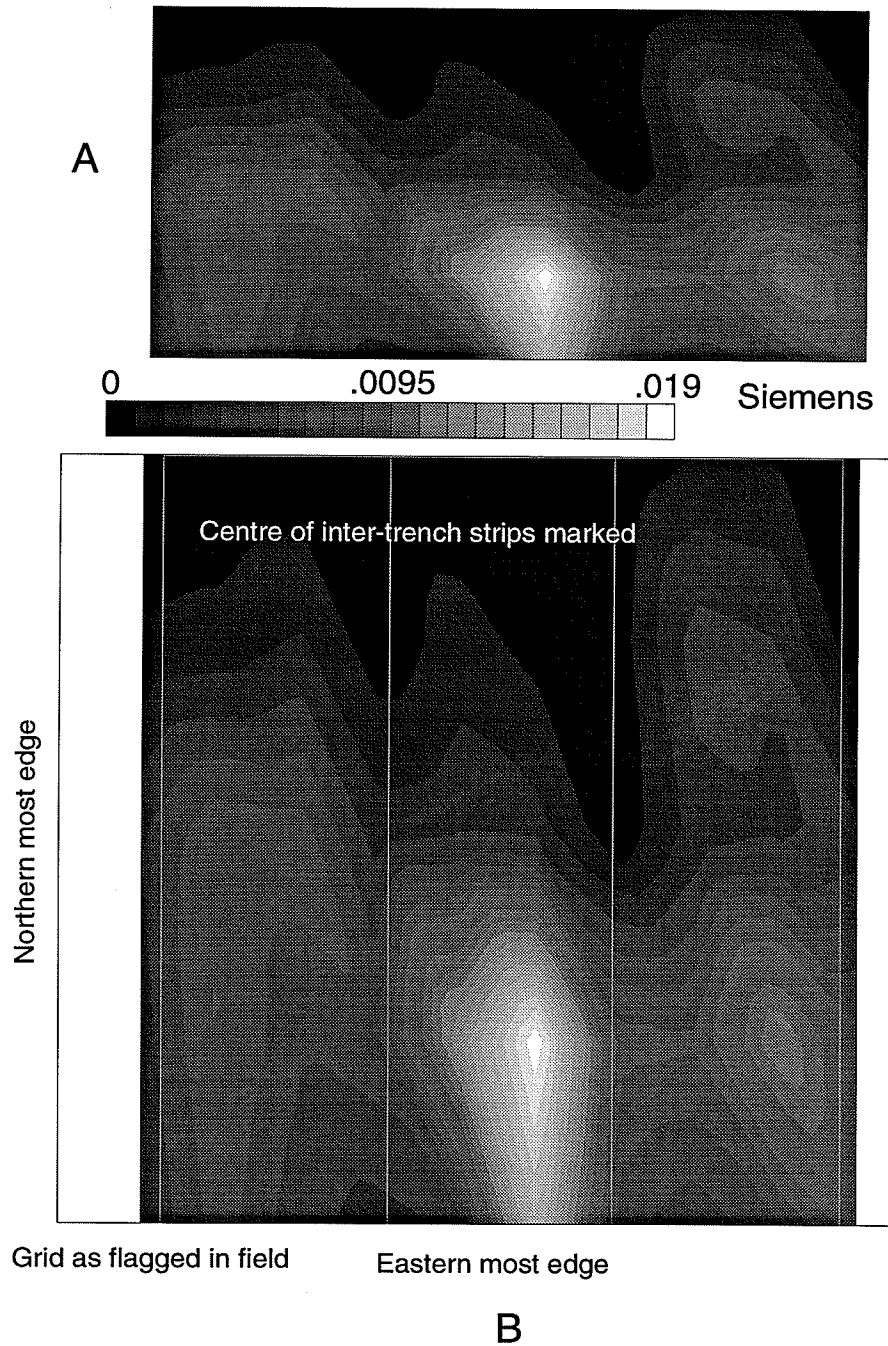 A
0 .0095 .019 Siemens
Centre of inter-trench strips marked
Northern most edge
Grid as flagged in field Eastern most edge
B